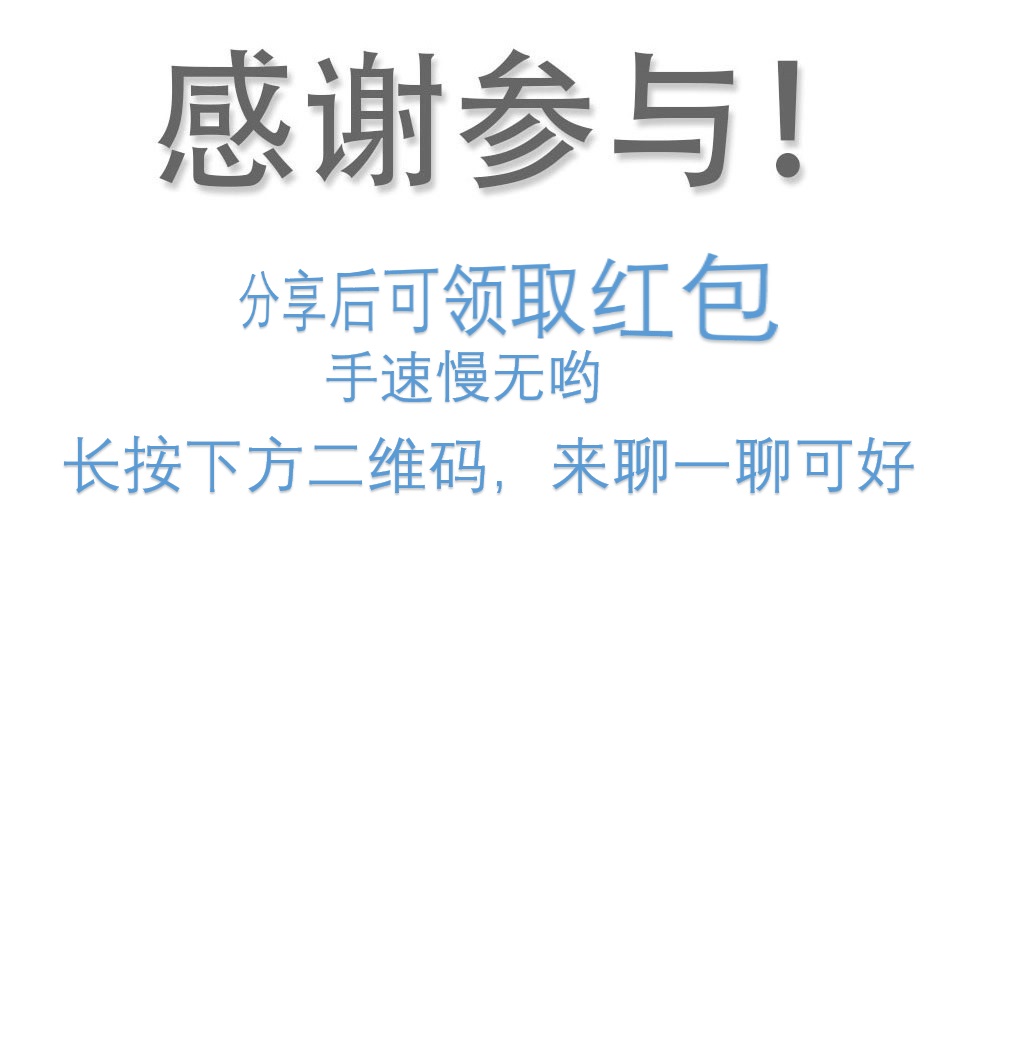 感谢参与！
分享后可领取红包
手速慢无哟
长按下方二维码，来聊一聊可好